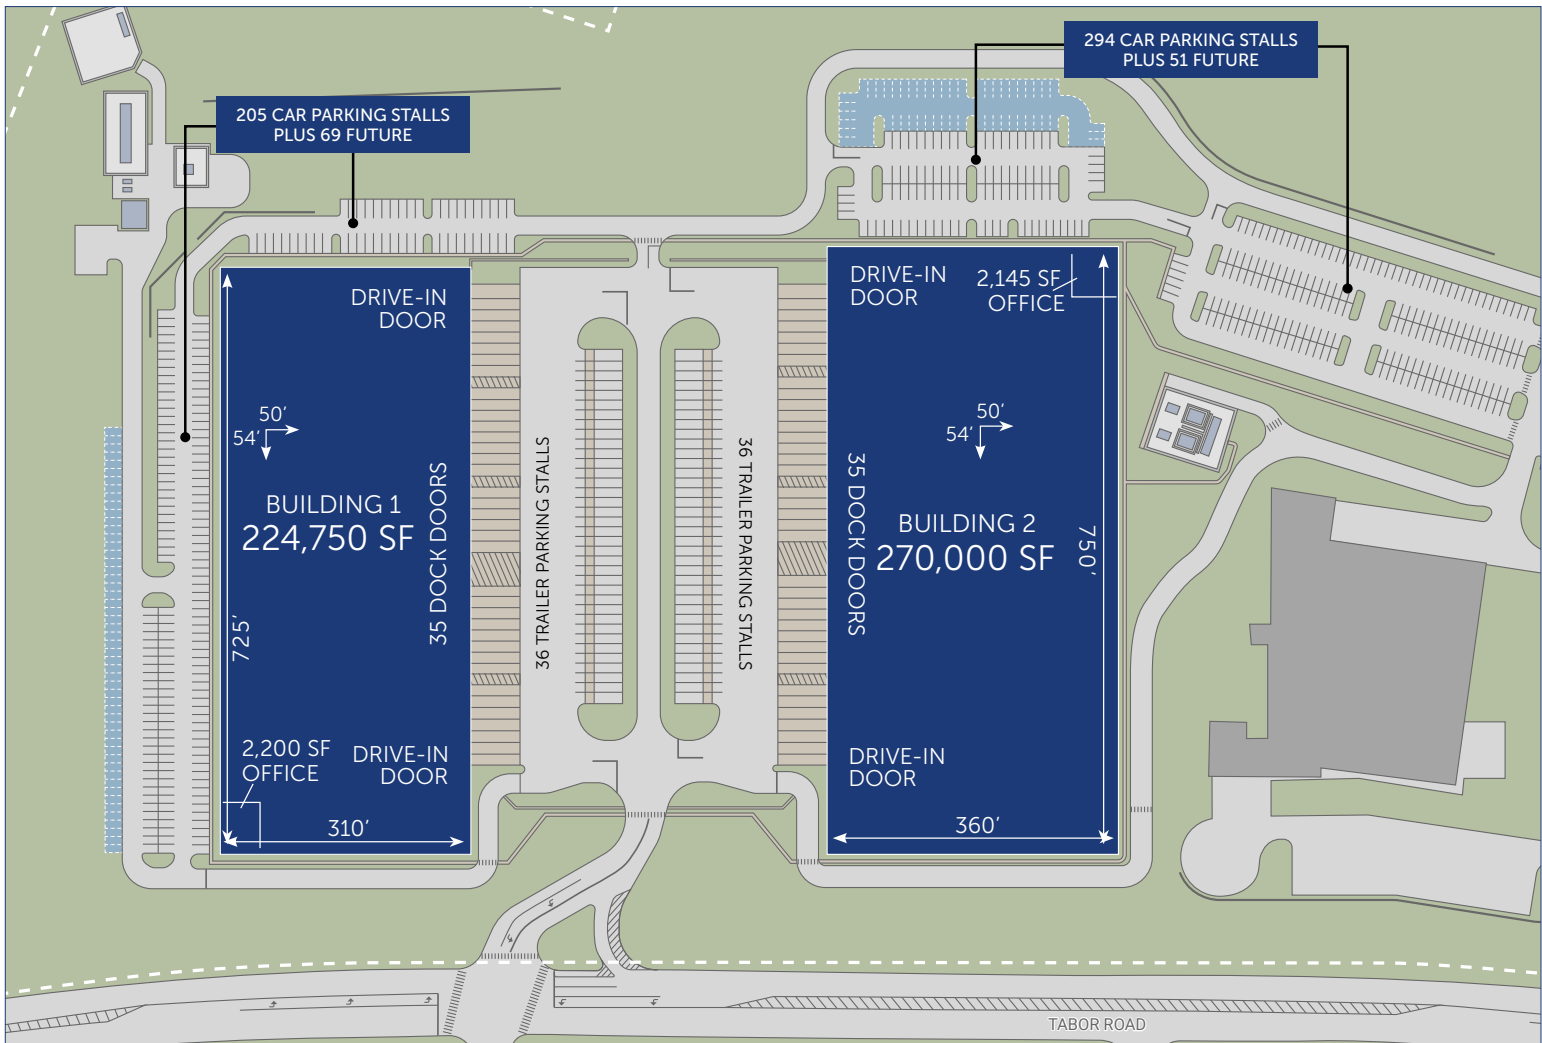 294 CAR PARKING STALLS
PLUS 51 FUTURE
205 CAR PARKING STALLS
PLUS 69 FUTURE
DRIVE-IN
DOOR
50’
54’
BUILDING 1
224,750 SF
35 DOCK DOORS
725’
2,200 SF
OFFICE
DRIVE-IN
DOOR
310’
36 TRAILER PARKING STALLS
36 TRAILER PARKING STALLS
DRIVE-IN
DOOR
2,145 SF
OFFICE
50’
54’
35 DOCK DOORS
BUILDING 2
270,000 SF
750’
DRIVE-IN
DOOR
360’
TABOR ROAD